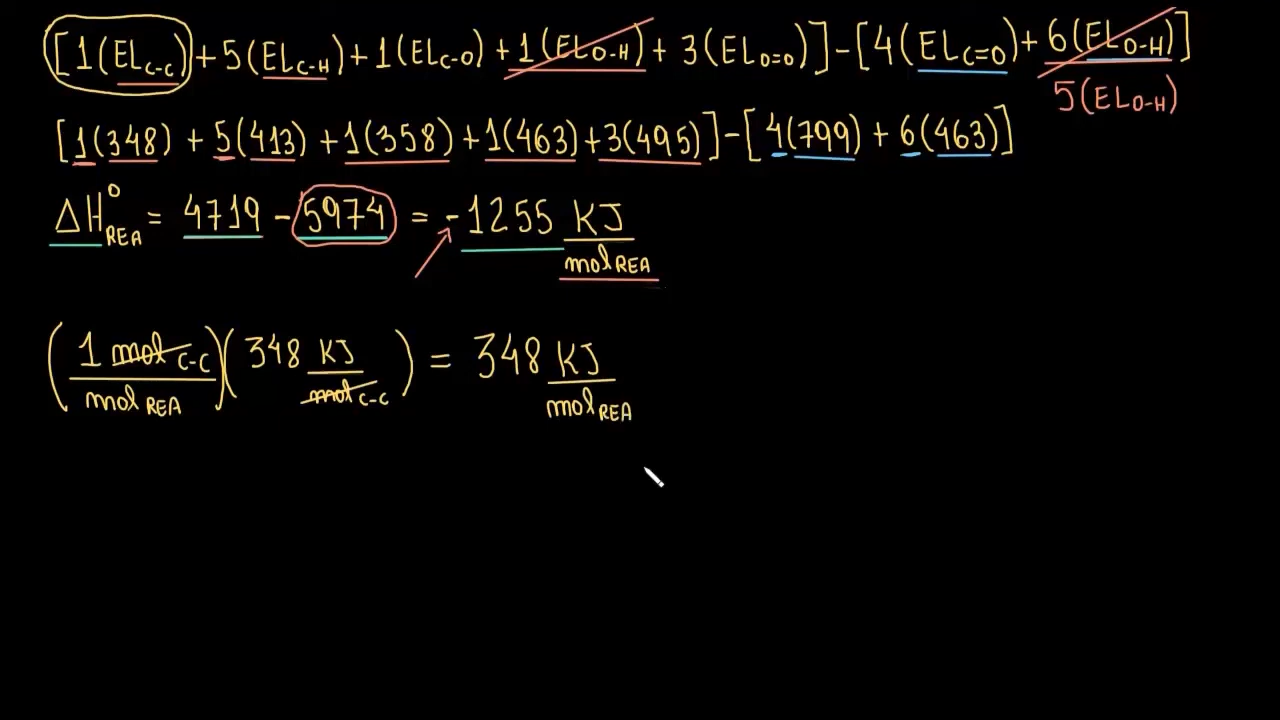 [1(EL C-C) + 5(EL C-H) + 1(EL C-O) + 1(EL O-H) + 3(EL O=O)] - [4(EL C=O) + 6(EL O-H)]
5(EL O-H)
[1(348) + 5(413) + 1(358) + 1(463) + 3(495)] - [4(799) + 6(463)]
ΔH° REA = 4719 - 5974 = -1255 KJ / mol REA
(1 mol C-C / mol REA)(348 KJ / mol C-C) = 348 KJ / mol REA